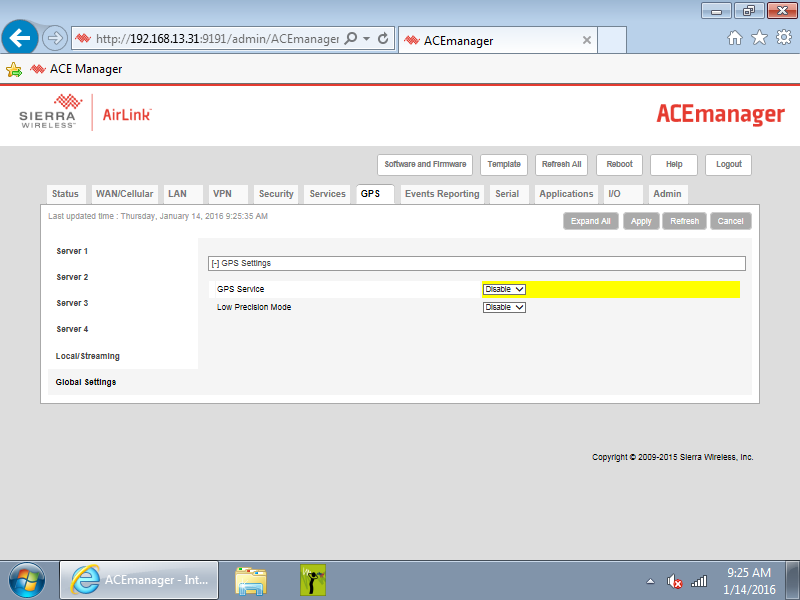 http://192.168.13.31:9191/admin/ACEmanager
ACEmanager
ACE Manager
SIERRA WIRELESS
AirLink
ACEmanager
Software and Firmware Template Refresh All Reboot Help Logout
Status WAN/Cellular LAN VPN Security Services GPS Events Reporting Serial Applications I/O Admin
Last updated time : Thursday, January 14, 2016 9:25:35 AM
Expand All Apply Refresh Cancel
Server 1
Server 2
Server 3
Server 4
Local/Streaming
Global Settings
[-] GPS Settings
GPS Service Disable
Low Precision Mode Disable
Copyright © 2009-2015 Sierra Wireless, Inc.
ACEmanager - Int...
9:25 AM
1/14/2016